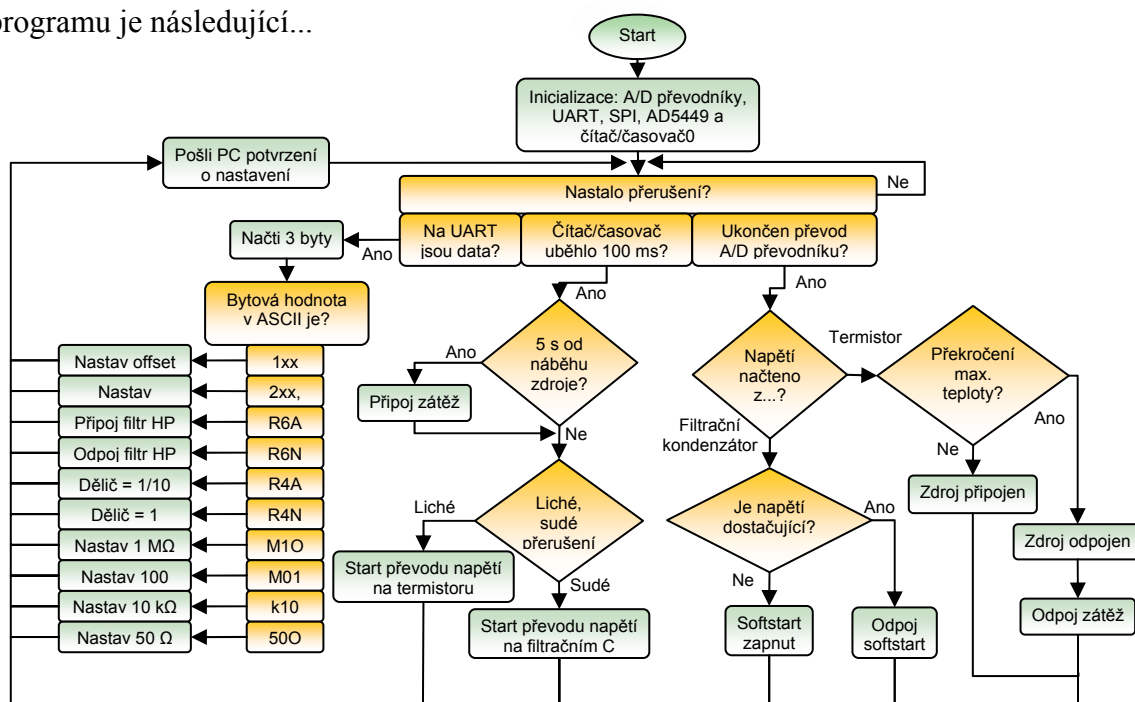 programu je následující...
Start
Inicializace: A/D převodníky,
UART, SPI, AD5449 a
čítač/časovač0
Pošli PC potvrzení
o nastavení
Nastalo přerušení?
Ne
Načti 3 byty
Ano
Na UART
jsou data?
Čítač/časovač
uběhlo 100 ms?
Ukončen převod
A/D převodníku?
Ano
Ano
Bytová hodnota
v ASCII je?
5 s od
náběhu
zdroje?
Ano
Připoj zátěž
Ne
Napětí
načteno
z...?
Termistor
Překročení
max.
teploty?
Ano
Ne
Filtrační
kondenzátor
Zdroj připojen
Zdroj odpojen
Odpoj zátěž
Nastav offset
1xx
Nastav
2xx,
Připoj filtr HP
R6A
Odpoj filtr HP
R6N
Dělič = 1/10
R4A
Dělič = 1
R4N
Nastav 1 MΩ
M1O
Nastav 100
M01
Nastav 10 kΩ
k10
Nastav 50 Ω
50O
Liché
Liché,
sudé
přerušení
Sudé
Start převodu napětí
na termistoru
Start převodu napětí
na filtračním C
Je napětí
dostačující?
Ano
Ne
Softstart
zapnut
Odpoj
softstart